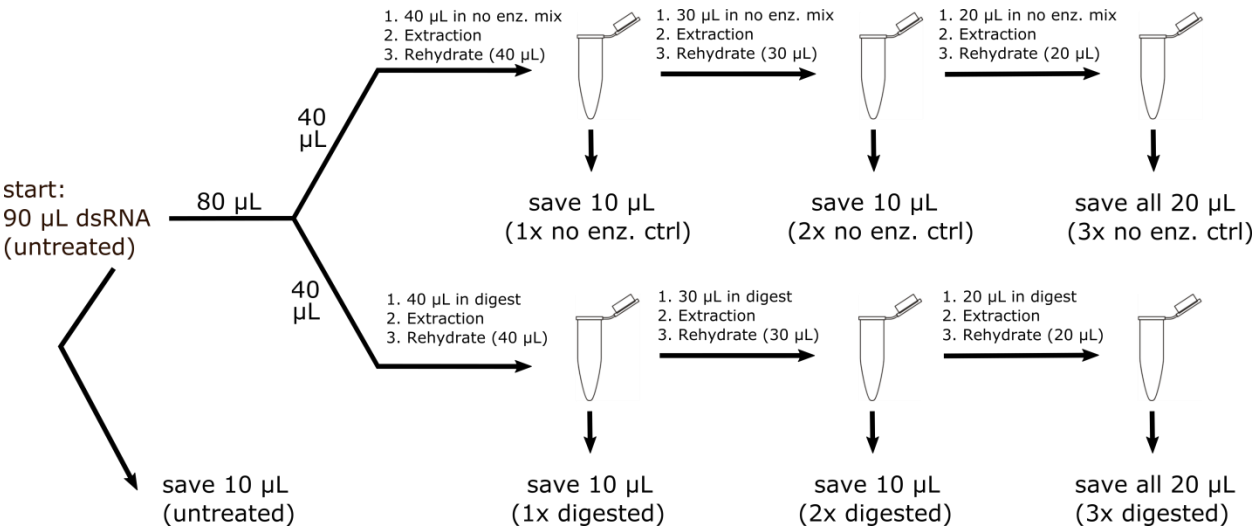 1. 40 µL in no enz. mix
2. Extraction
3. Rehydrate (40 µL)
1. 30 µL in no enz. mix
2. Extraction
3. Rehydrate (30 µL)
1. 20 µL in no enz. mix
2. Extraction
3. Rehydrate (20 µL)
40
µL
start:
90 µL dsRNA
(untreated)
80 µL
save 10 µL
(1x no enz. ctrl)
save 10 µL
(2x no enz. ctrl)
save all 20 µL
(3x no enz. ctrl)
40
µL
1. 40 µL in digest
2. Extraction
3. Rehydrate (40 µL)
1. 30 µL in digest
2. Extraction
3. Rehydrate (30 µL)
1. 20 µL in digest
2. Extraction
3. Rehydrate (20 µL)
save 10 µL
(untreated)
save 10 µL
(1x digested)
save 10 µL
(2x digested)
save all 20 µL
(3x digested)